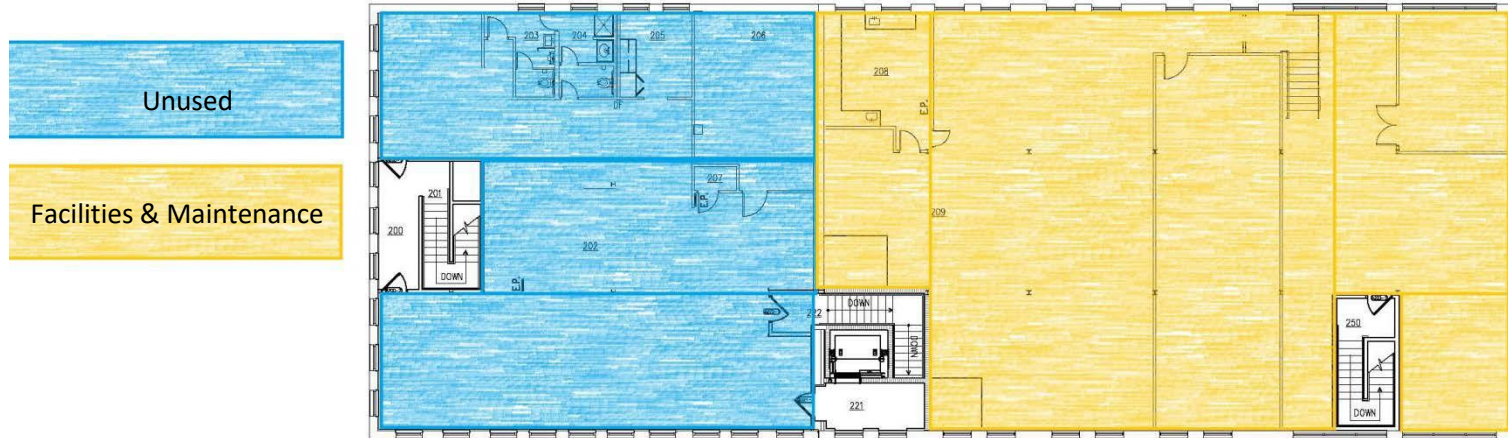 Unused
Facilities & Maintenance
203
204
205
206
DF
208
E.P.
201
200
DOWN
207
E.P.
202
E.P.
209
222
DOWN
DOWN
221
250
DOWN